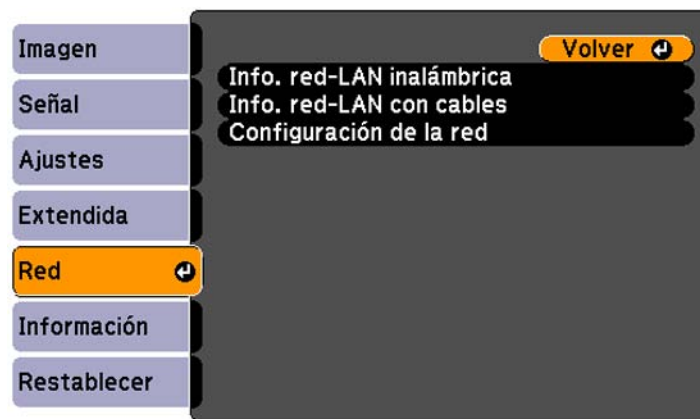 Imagen
Señal
Ajustes
Extendida
Red
Información
Restablecer
Volver
Info. red-LAN inalámbrica
Info. red-LAN con cables
Configuración de la red